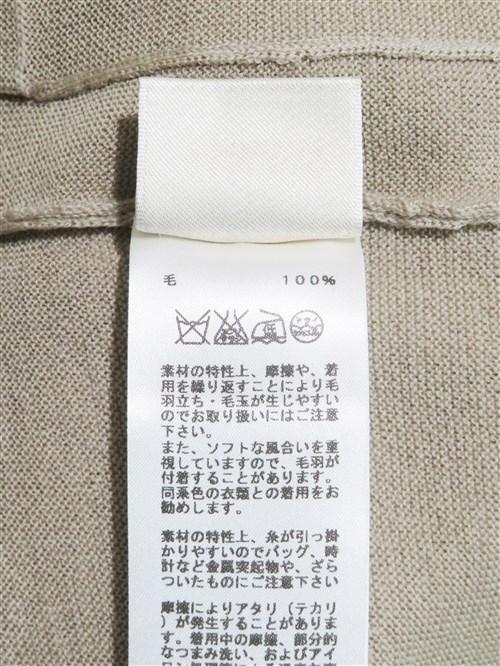 毛 100%
低
素材の特性上、摩擦や、着
用を繰り返すことにより毛
羽立ち・毛玉が生じやすい
のでお取り扱いにはご注意
下さい。
また、ソフトな風合いを重
視していますので、毛羽が
付着することがあります。
同系色の衣類との着用をお
勧めします。
素材の特性上、糸が引っ掛
かりやすいのでバッグ、時
計など金属突起物や、ざら
ついたものにご注意下さい
摩擦によりアタリ(テカリ
)が発生することがありま
す。着用中の摩擦、部分的
なつまみ洗い、およびアイ